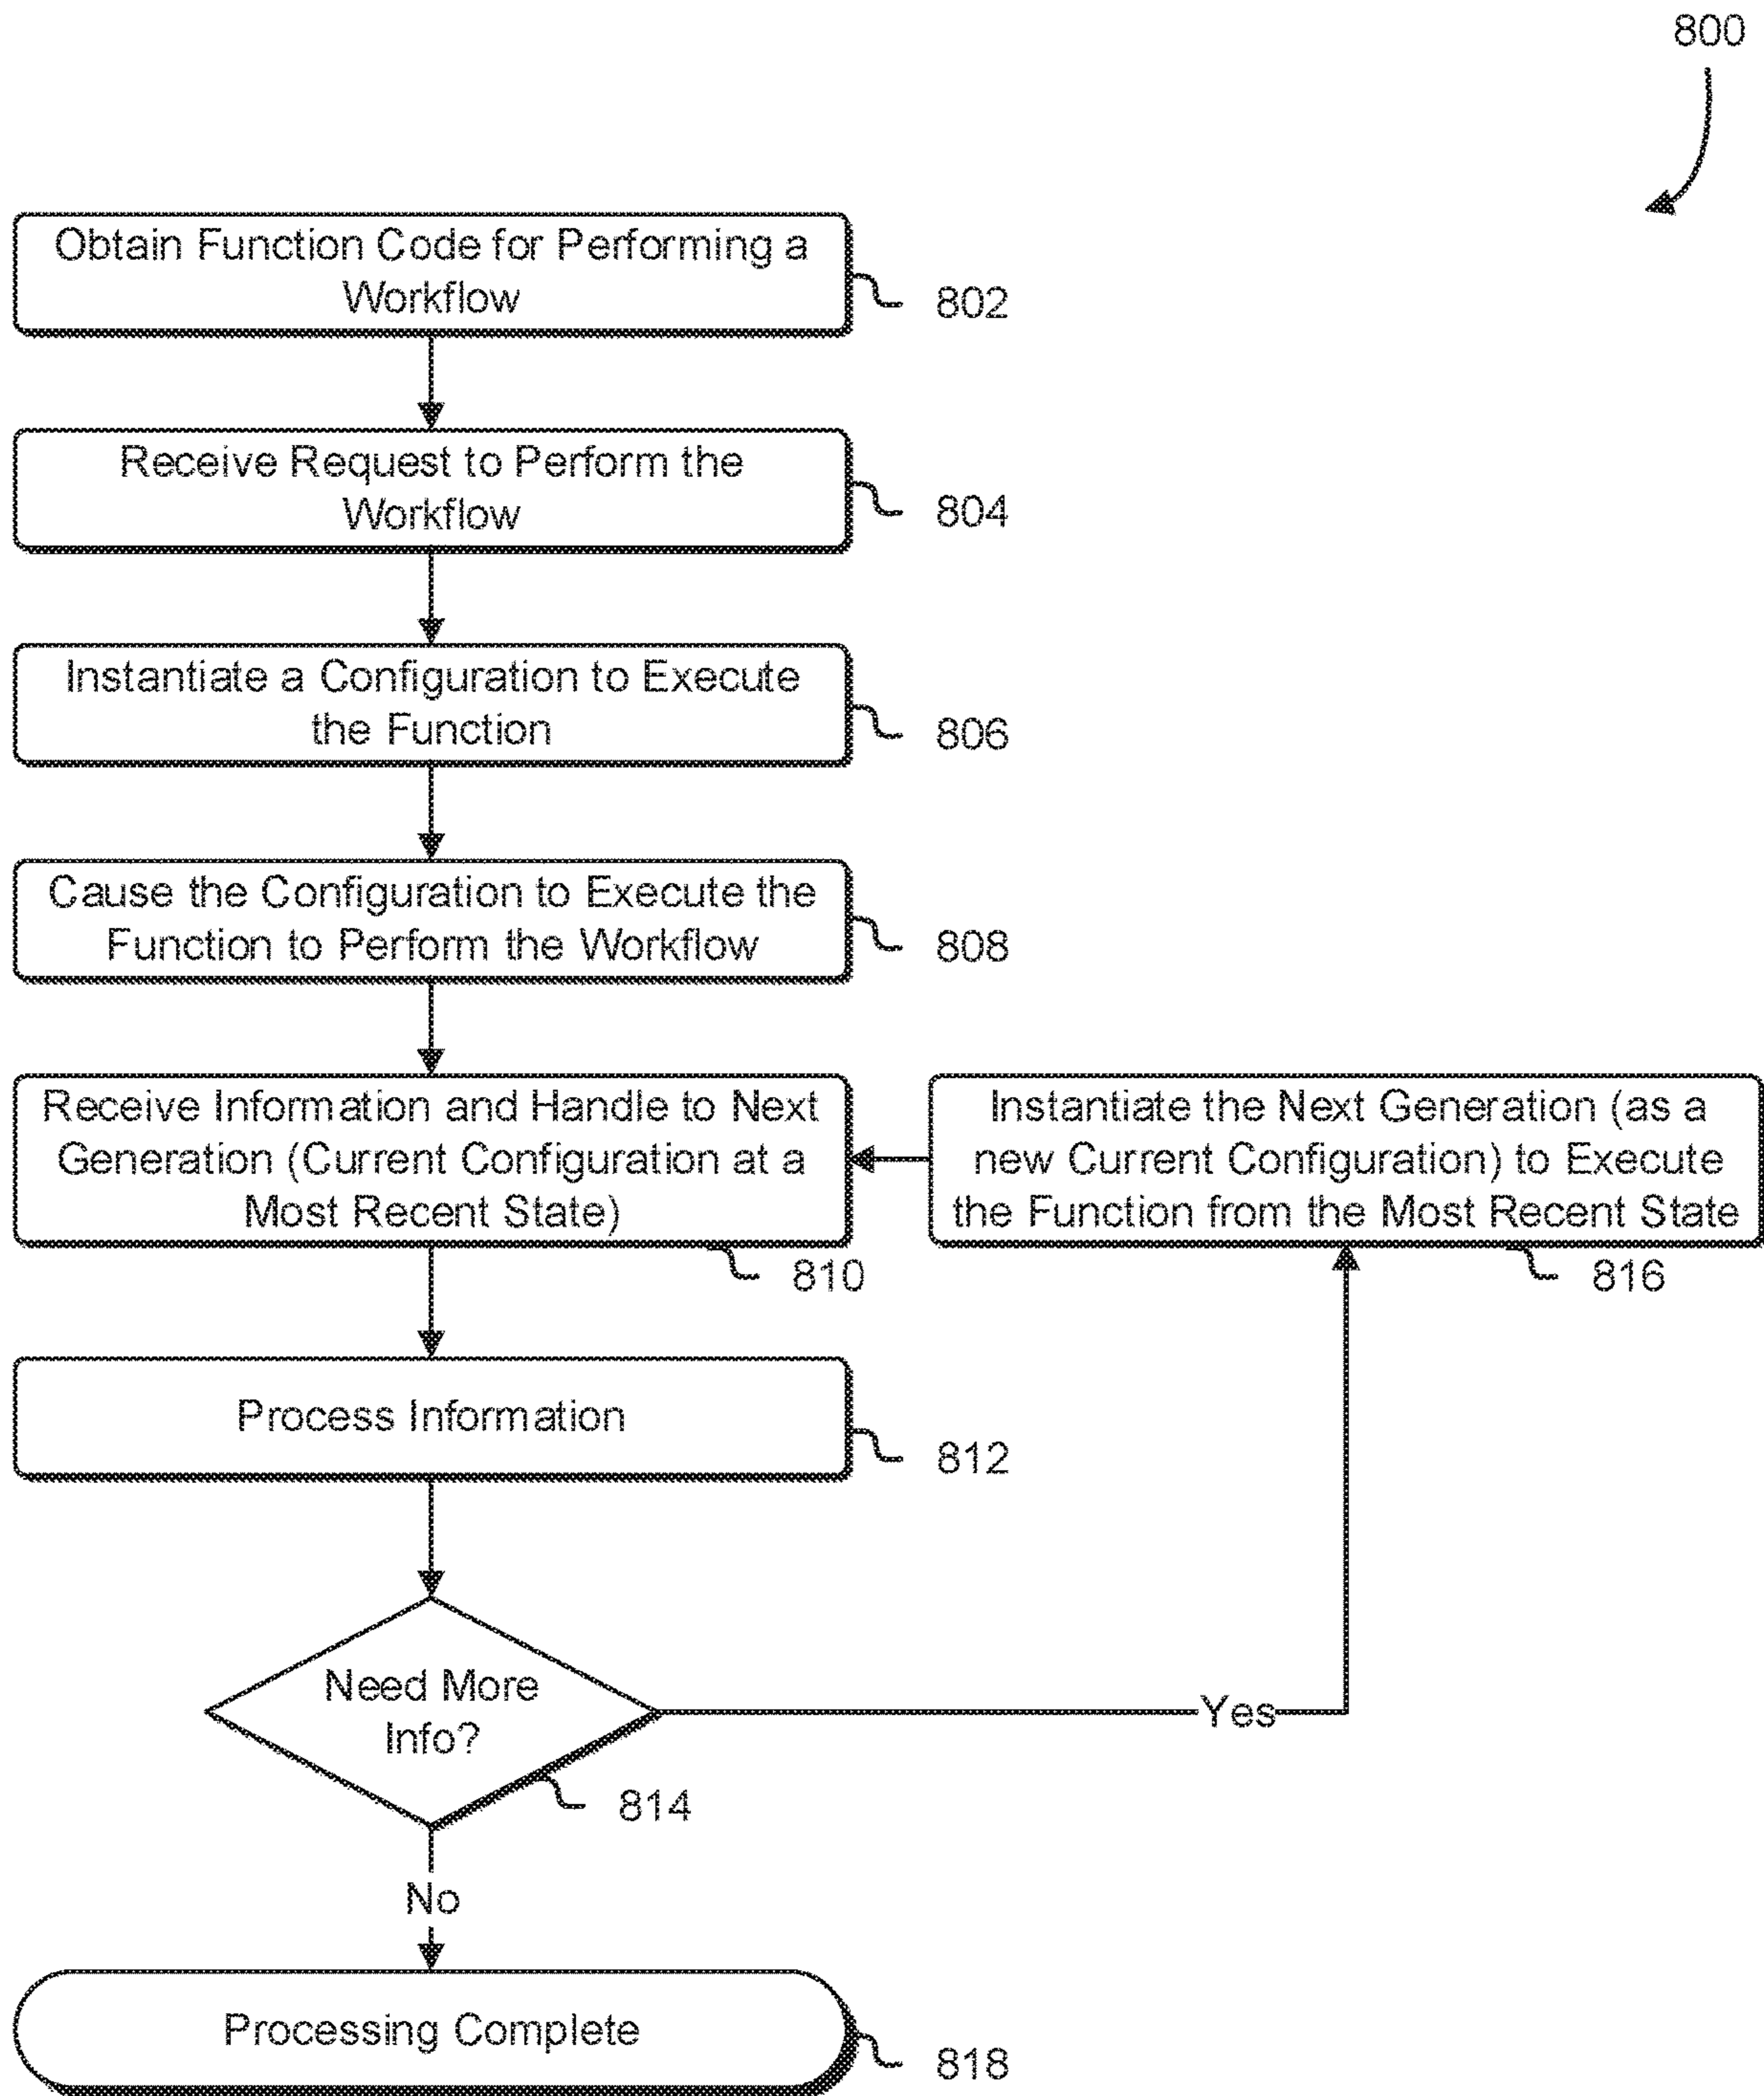 800
Obtain Function Code for Performing a
Workflow
802
Receive Request to Perform the
Workflow
804
Instantiate a Configuration to Execute
the Function
806
Cause the Configuration to Execute the
Function to Perform the Workflow
808
Receive Information and Handle to Next
Generation (Current Configuration at a
Most Recent State)
810
Instantiate the Next Generation (as a
new Current Configuration) to Execute
the Function from the Most Recent State
816
Process Information
812
Need More
Info?
814
Yes
No
Processing Complete
818